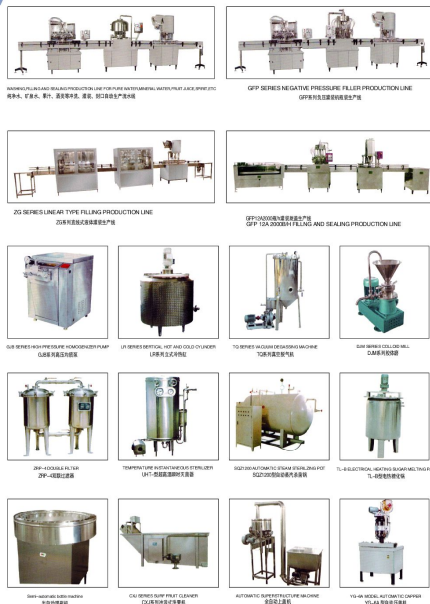 WASHING,FILLING AND SEALING PRODUCTION LINE FOR PURE WATER,MINERAL WATER,FRUIT JUICE,SPIRIT,ETC
纯净水、矿泉水、果汁、酒类等冲洗、灌装、封口自动生产流水线
GFP SERIES NEGATIVE PRESSURE FILLER PRODUCTION LINE
GFP系列负压灌装机瓶装生产线
ZG SERIES LINEAR TYPE FILLING PRODUCTION LINE
ZG系列直线式液体灌装生产线
GFP12A2000瓶/h灌装轧盖生产线
GFP 12A 2000B/H FILLNG AND SEALING PRODUCTION LINE
GJB SERIES HIGH PRESSURE HOMOGENIZER PUMP
GJB系列高压均质泵
LR SERIES BERTICAL HOT AND COLD CYLINDER
LR系列立式冷热缸
TQ SERIES VACUUM DEGASSING MACHINE
TQ系列真空脱气机
DJM SERIES COLLOID MILL
DJM系列胶体磨
ZRP-4 DOUBLE FILTER
ZRP-4双联过滤器
TEMPERATURE INSTANTANEOUS STERILIZER
UHT-型超高温瞬时灭菌器
SQZ1200 AUTOMATIC STEAM STERILIZING POT
SQZ1200型自动蒸汽杀菌锅
TL-B ELECTRICAL HEATING SUGAR MELTING P
TL-B型电热溶化锅
Semi-automatic bottle machine
CXJ SERIES SURF FRUIT CLEANER
CXJ系列冲浪式洗果机
AUTOMATIC SUPERSTRUCTURE MACHINE
全自动上盖机
YG-6A MODEL AUTOMATIC CAPPER